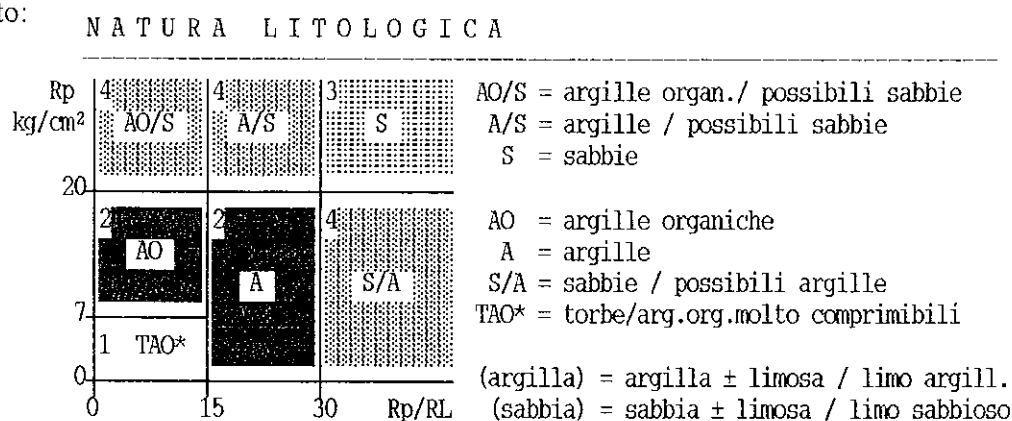 to:
NATURA LITOLOGICA
Rp
kg/cm²
4 AO/S
4 A/S
3 S
AO/S = argille organ./ possibili sabbie
A/S = argille / possibili sabbie
S = sabbie
20
2 AO
2 A
4 S/A
AO = argille organiche
A = argille
S/A = sabbie / possibili argille
TAO* = torbe/arg.org.molto comprimibili
7
1 TAO*
0
0 15 30 Rp/RL
(argilla) = argilla ± limosa / limo argill.
(sabbia) = sabbia ± limosa / limo sabbioso